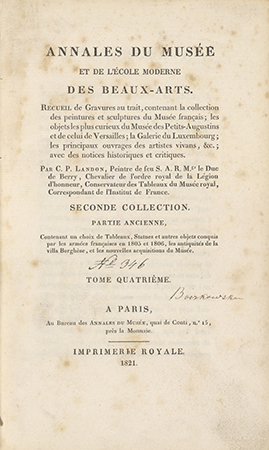 ANNALES DU MUSÉE
ET DE L'ÉCOLE MODERNE
DES BEAUX-ARTS.
RECUEIL de Gravures au trait, contenant la collection
des peintures et sculptures du Musée français; les
objets les plus curieux du Musée des Petits-Augustins
et de celui de Versailles; la Galerie du Luxembourg;
les principaux ouvrages des artistes vivans, &c.;
avec des notices historiques et critiques.
PAR C. P. LANDON, Peintre de feu S. A. R. M.gr le Duc
de Berry, Chevalier de l'ordre royal de la Légion
d'honneur, Conservateur des Tableaux du Musée royal,
Correspondant de l'Institut de France.
SECONDE COLLECTION.
PARTIE ANCIENNE,
Contenant un choix de Tableaux, Statues et autres objets conquis
par les armées françaises en 1805 et 1806, les antiquités de la
villa Borghèse, et les nouvelles acquisitions du Musée.
No 346
TOME QUATRIÈME.
A PARIS,
Au Bureau des ANNALES DU MUSÉE, quai de Conti, n.º 15,
près la Monnaie.
IMPRIMERIE ROYALE.
1821.